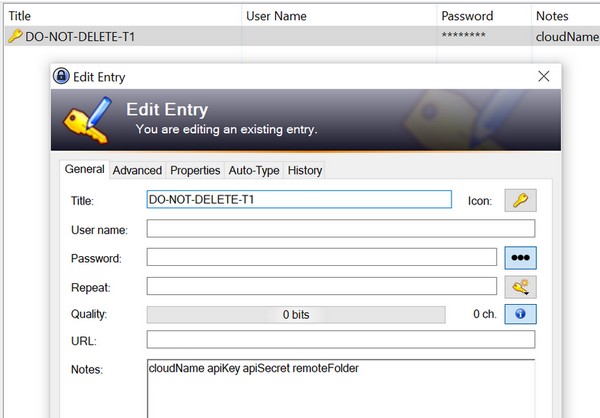 Title User Name Password Notes
DO-NOT-DELETE-T1 ******** cloudName
Edit Entry
Edit Entry
You are editing an existing entry.
General Advanced Properties Auto-Type History
Title: DO-NOT-DELETE-T1 Icon:
User name:
Password:
Repeat:
Quality: 0 bits 0 ch.
URL:
Notes: cloudName apiKey apiSecret remoteFolder